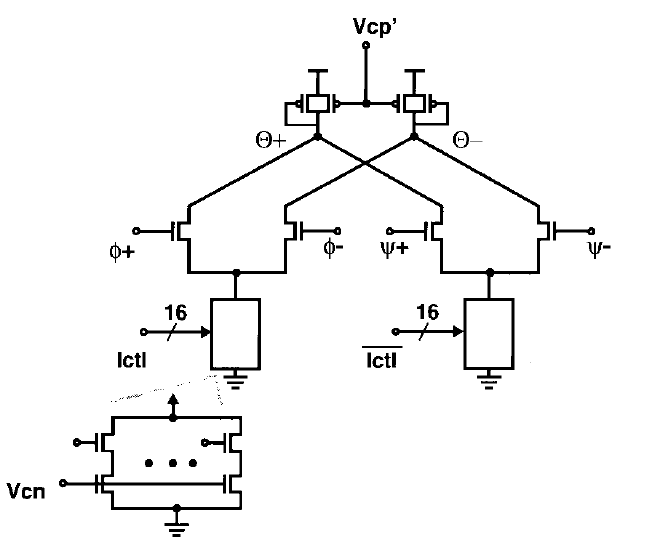 Vcp'
Θ+ Θ-
ϕ+ ϕ- ψ+ ψ-
16 16
Ictl Ictl
Vcn